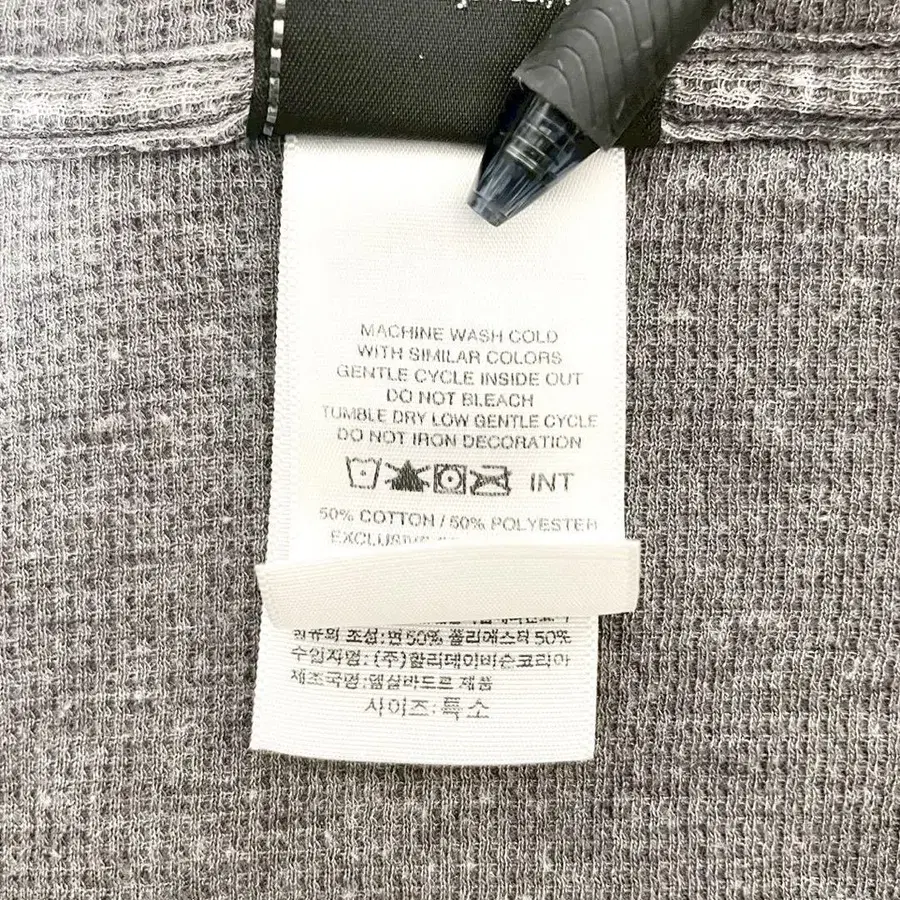 MACHINE WASH COLD
WITH SIMILAR COLORS
GENTLE CYCLE INSIDE OUT
DO NOT BLEACH
TUMBLE DRY LOW GENTLE CYCLE
DO NOT IRON DECORATION
INT
50% COTTON / 50% POLYESTER
조성:면 50% 폴리에스터 50%
수입자명:(주)할리데이비슨코리아
제조국명:엘살바도르 제품
사이즈:특소